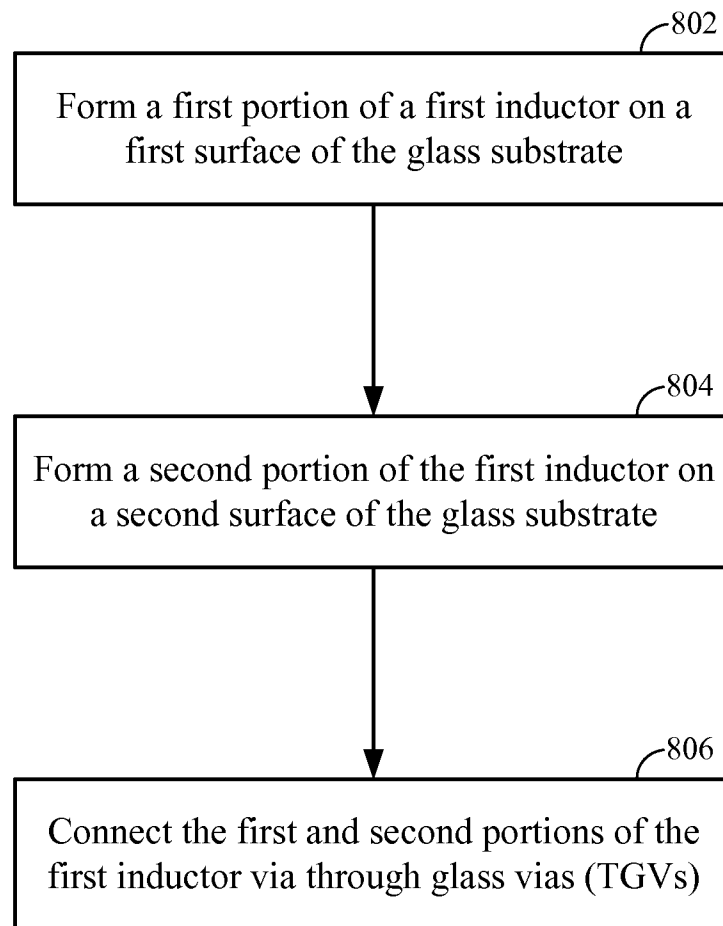 802
Form a first portion of a first inductor on a
first surface of the glass substrate
804
Form a second portion of the first inductor on
a second surface of the glass substrate
806
Connect the first and second portions of the
first inductor via through glass vias (TGVs)